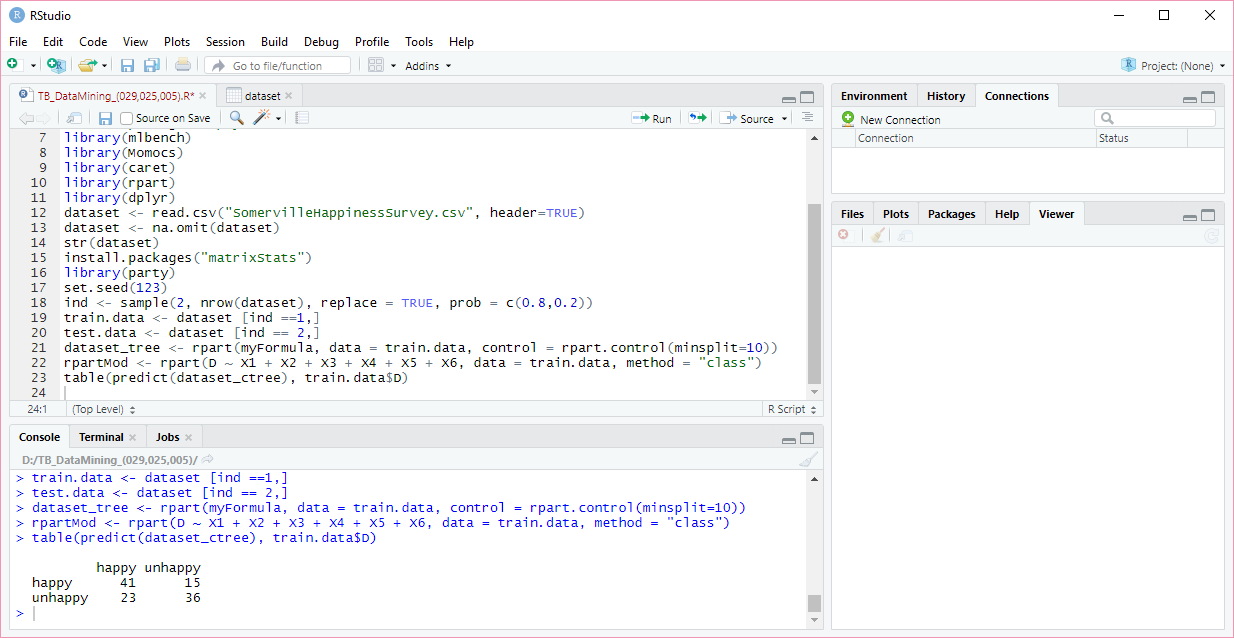 RStudio
File Edit Code View Plots Session Build Debug Profile Tools Help
Go to file/function Addins Project: (None)
TB_DataMining_(029,025,005).R* dataset
Source on Save Run Source
7 library(mlbench)
8 library(Momocs)
9 library(caret)
10 library(rpart)
11 library(dplyr)
12 dataset <- read.csv("SomervilleHappinessSurvey.csv", header=TRUE)
13 dataset <- na.omit(dataset)
14 str(dataset)
15 install.packages("matrixStats")
16 library(party)
17 set.seed(123)
18 ind <- sample(2, nrow(dataset), replace = TRUE, prob = c(0.8,0.2))
19 train.data <- dataset [ind ==1,]
20 test.data <- dataset [ind == 2,]
21 dataset_tree <- rpart(myFormula, data = train.data, control = rpart.control(minsplit=10))
22 rpartMod <- rpart(D ~ X1 + X2 + X3 + X4 + X5 + X6, data = train.data, method = "class")
23 table(predict(dataset_ctree), train.data$D)
24
24:1 (Top Level) R Script
Console Terminal Jobs
D:/TB_DataMining_(029,025,005)/
> train.data <- dataset [ind ==1,]
> test.data <- dataset [ind == 2,]
> dataset_tree <- rpart(myFormula, data = train.data, control = rpart.control(minsplit=10))
> rpartMod <- rpart(D ~ X1 + X2 + X3 + X4 + X5 + X6, data = train.data, method = "class")
> table(predict(dataset_ctree), train.data$D)
happy unhappy
happy 41 15
unhappy 23 36
>
Environment History Connections
New Connection
Connection Status
Files Plots Packages Help Viewer